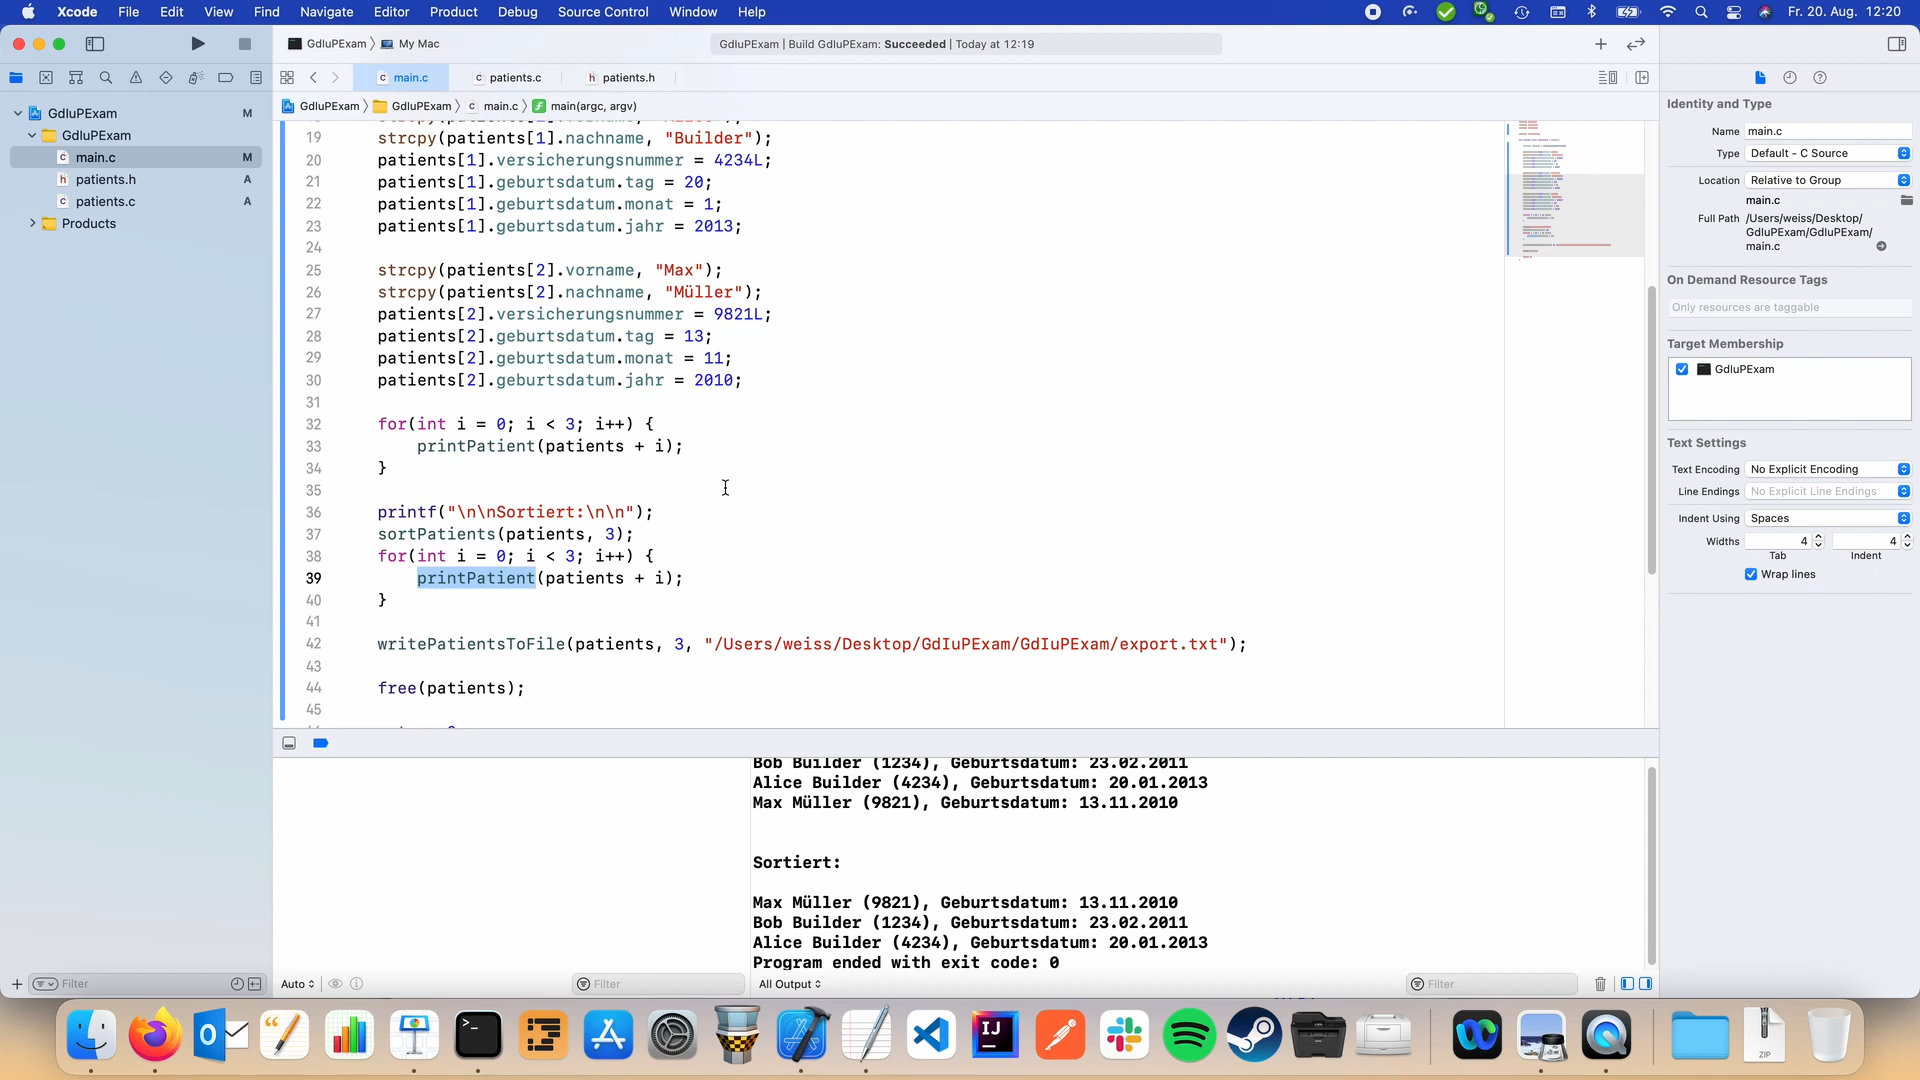 Xcode File Edit View Find Navigate Editor Product Debug Source Control Window Help Fr. 20. Aug. 12:20
GdIuPExam 〉 My Mac GdIuPExam | Build GdIuPExam: Succeeded | Today at 12:19
main.c patients.c patients.h
GdIuPExam 〉 GdIuPExam 〉 main.c 〉 main(argc, argv)
GdIuPExam M
GdIuPExam
main.c M
patients.h A
patients.c A
Products
Filter
19 strcpy(patients[1].nachname, "Builder");
20 patients[1].versicherungsnummer = 4234L;
21 patients[1].geburtsdatum.tag = 20;
22 patients[1].geburtsdatum.monat = 1;
23 patients[1].geburtsdatum.jahr = 2013;
24
25 strcpy(patients[2].vorname, "Max");
26 strcpy(patients[2].nachname, "Müller");
27 patients[2].versicherungsnummer = 9821L;
28 patients[2].geburtsdatum.tag = 13;
29 patients[2].geburtsdatum.monat = 11;
30 patients[2].geburtsdatum.jahr = 2010;
31
32 for(int i = 0; i < 3; i++) {
33 printPatient(patients + i);
34 }
35
36 printf("\n\nSortiert:\n\n");
37 sortPatients(patients, 3);
38 for(int i = 0; i < 3; i++) {
39 printPatient(patients + i);
40 }
41
42 writePatientsToFile(patients, 3, "/Users/weiss/Desktop/GdIuPExam/GdIuPExam/export.txt");
43
44 free(patients);
45
Bob Builder (1234), Geburtsdatum: 23.02.2011
Alice Builder (4234), Geburtsdatum: 20.01.2013
Max Müller (9821), Geburtsdatum: 13.11.2010
Sortiert:
Max Müller (9821), Geburtsdatum: 13.11.2010
Bob Builder (1234), Geburtsdatum: 23.02.2011
Alice Builder (4234), Geburtsdatum: 20.01.2013
Program ended with exit code: 0
Auto Filter All Output Filter
Identity and Type
Name main.c
Type Default - C Source
Location Relative to Group
main.c
Full Path /Users/weiss/Desktop/
GdIuPExam/GdIuPExam/
main.c
On Demand Resource Tags
Only resources are taggable
Target Membership
GdIuPExam
Text Settings
Text Encoding No Explicit Encoding
Line Endings No Explicit Line Endings
Indent Using Spaces
Widths 4 4
Tab Indent
Wrap lines
IJ
ZIP